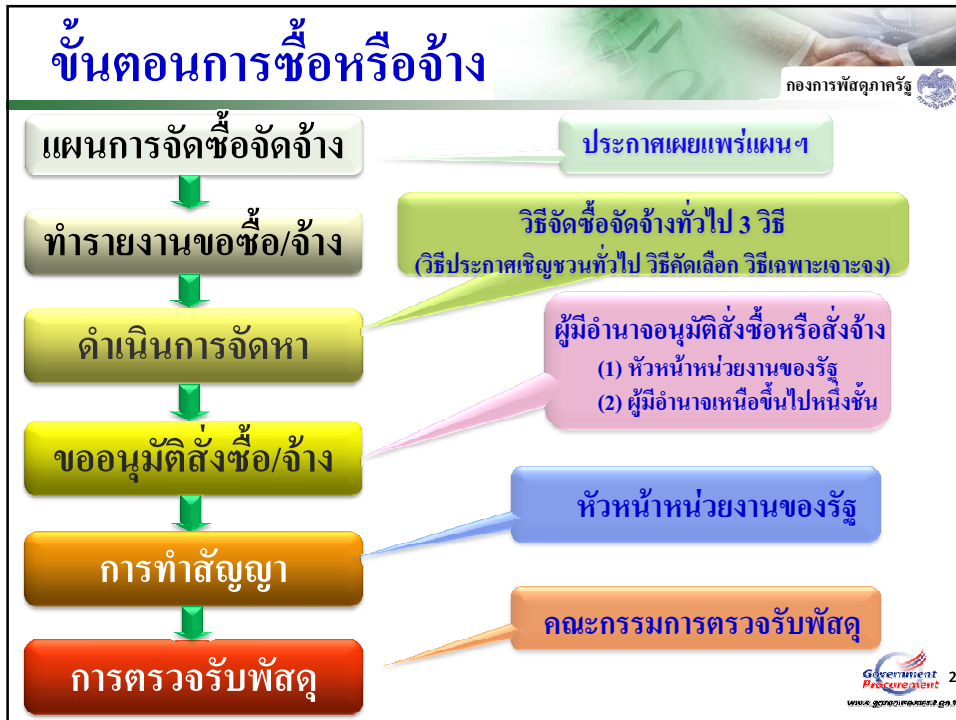 ขั้นตอนการซื้อหรือจ้าง
กองการพัสดุภาครัฐ
แผนการจัดซื้อจัดจ้าง
ประกาศเผยแพร่แผนฯ
ทำรายงานขอซื้อ/จ้าง
วิธีจัดซื้อจัดจ้างทั่วไป 3 วิธี
(วิธีประกาศเชิญชวนทั่วไป วิธีคัดเลือก วิธีเฉพาะเจาะจง)
ดำเนินการจัดหา
ผู้มีอำนาจอนุมัติสั่งซื้อหรือสั่งจ้าง
(1) หัวหน้าหน่วยงานของรัฐ
(2) ผู้มีอำนาจเหนือขึ้นไปหนึ่งชั้น
ขออนุมัติสั่งซื้อ/จ้าง
หัวหน้าหน่วยงานของรัฐ
การทำสัญญา
คณะกรรมการตรวจรับพัสดุ
การตรวจรับพัสดุ
Government
Procurement
2